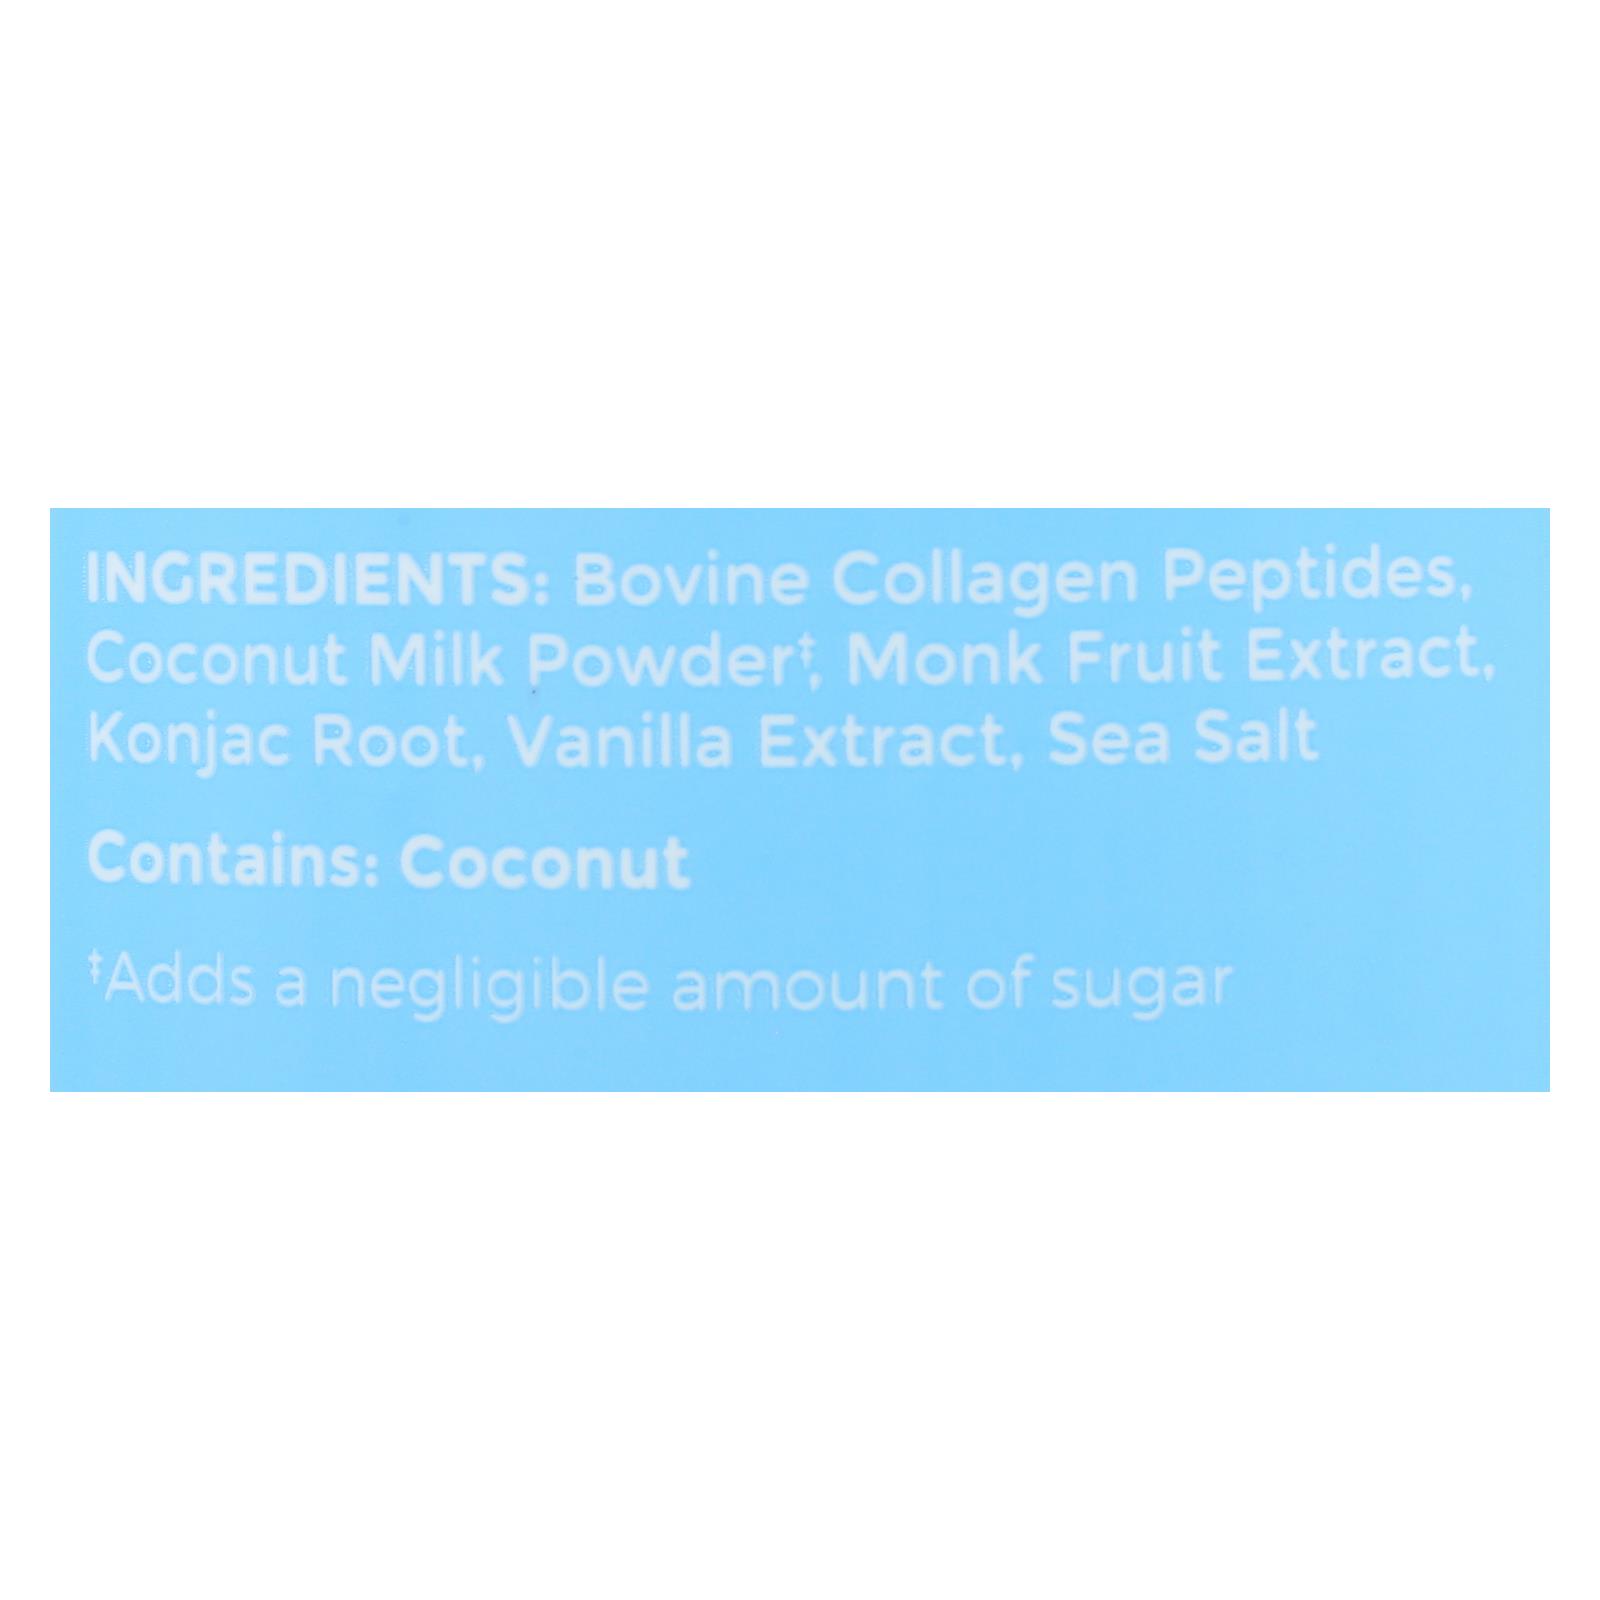 INGREDIENTS: Bovine Collagen Peptides,
Coconut Milk Powder‡, Monk Fruit Extract,
Konjac Root, Vanilla Extract, Sea Salt
Contains: Coconut
‡Adds a negligible amount of sugar